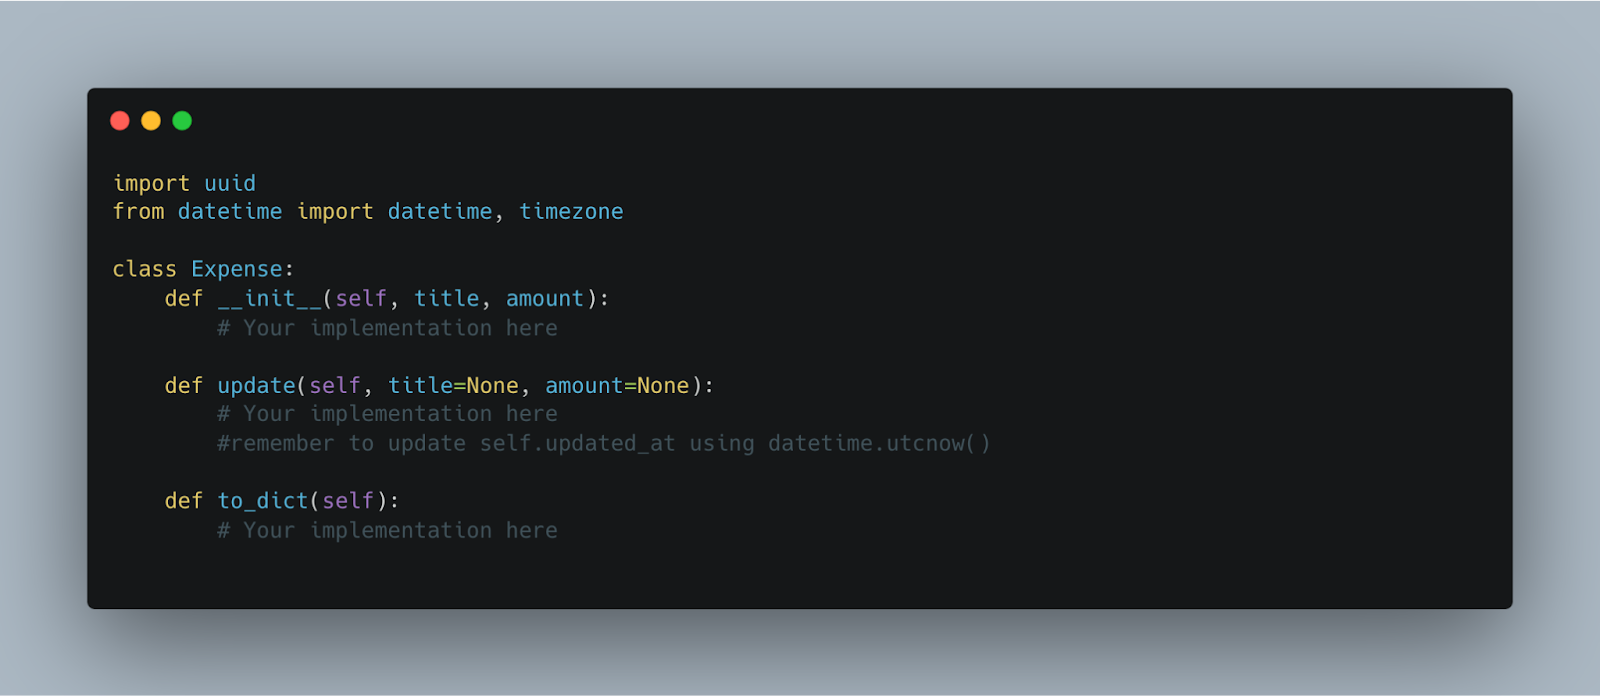 import uuid
from datetime import datetime, timezone
class Expense:
    def __init__(self, title, amount):
        # Your implementation here
    def update(self, title=None, amount=None):
        # Your implementation here
        #remember to update self.updated_at using datetime.utcnow()
    def to_dict(self):
        # Your implementation here